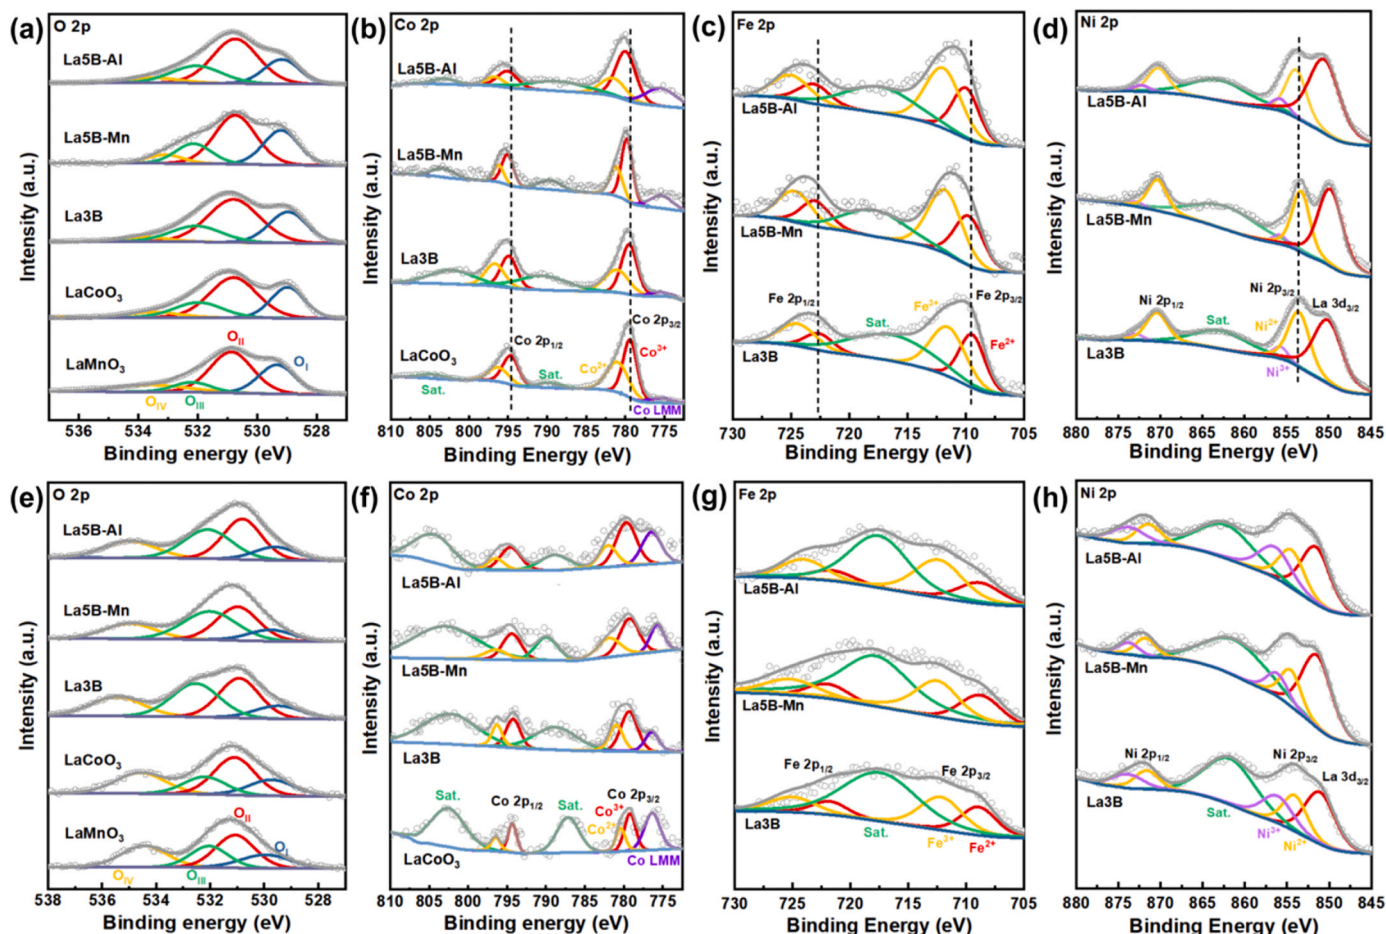 (a)
O 2p
La5B-Al
La5B-Mn
La3B
LaCoO3
LaMnO3
OII
OI
OIV
OIII
536
534
532
530
528
Binding energy (eV)
Intensity (a.u.)
(b)
Co 2p
La5B-Al
La5B-Mn
La3B
LaCoO3
Co 2p1/2
Co 2p3/2
Co3+
Co2+
Sat.
Sat.
Co LMM
810
805
800
795
790
785
780
775
Binding energy (eV)
Intensity (a.u.)
(c)
Fe 2p
La5B-Al
La5B-Mn
Fe 2p1/2
Fe3+
Fe 2p3/2
Sat.
Fe2+
La3B
730
725
720
715
710
705
Binding Energy (eV)
Intensity (a.u.)
(d)
Ni 2p
La5B-Al
La5B-Mn
Ni 2p1/2
Ni 2p3/2
La 3d3/2
Sat.
Ni2+
La3B
Ni3+
880
875
870
865
860
855
850
845
Binding Energy (eV)
Intensity (a.u.)
(e)
O 2p
La5B-Al
La5B-Mn
La3B
LaCoO3
LaMnO3
OII
OI
OIV
OIII
538
536
534
532
530
528
Binding energy (eV)
Intensity (a.u.)
(f)
Co 2p
La5B-Al
La5B-Mn
La3B
Sat.
Co 2p1/2
Sat.
Co 2p3/2
Co3+
Co2+
LaCoO3
Co LMM
810
805
800
795
790
785
780
775
Binding energy (eV)
Intensity (a.u.)
(g)
Fe 2p
La5B-Al
La5B-Mn
Fe 2p1/2
Fe 2p3/2
La3B
Sat.
Fe3+
Fe2+
730
725
720
715
710
705
Binding Energy (eV)
Intensity (a.u.)
(h)
Ni 2p
La5B-Al
La5B-Mn
Ni 2p1/2
Ni 2p3/2
La 3d3/2
La3B
Sat.
Ni3+
Ni2+
880
875
870
865
860
855
850
845
Binding Energy (eV)
Intensity (a.u.)